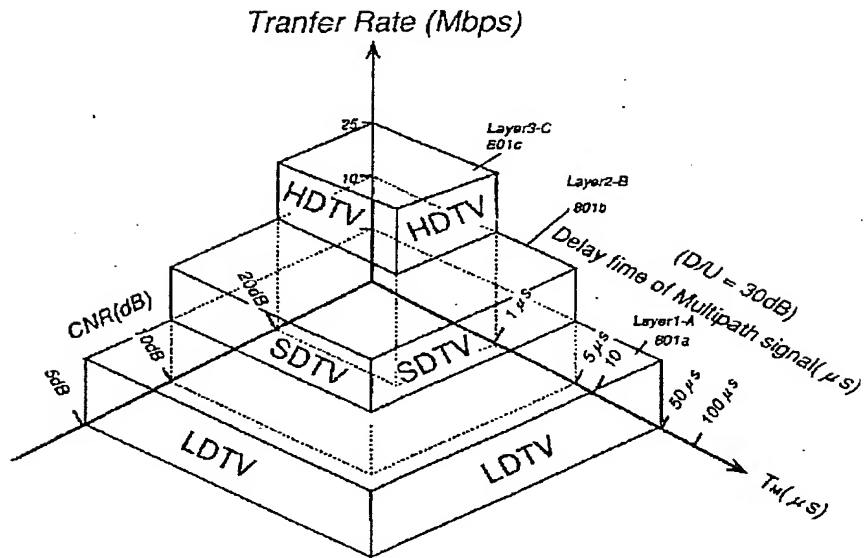 Tranfer Rate (Mbps)
25
Layer3-C
801c
10
Layer2-B
801b
HDTV
HDTV
(D/U = 30dB)
Delay time of Multipath signal(μs)
CNR(dB)
20dB
1μs
Layer1-A
801a
10dB
SDTV
SDTV
5μs
10
5dB
50μs
100μs
LDTV
LDTV
TM(μs)